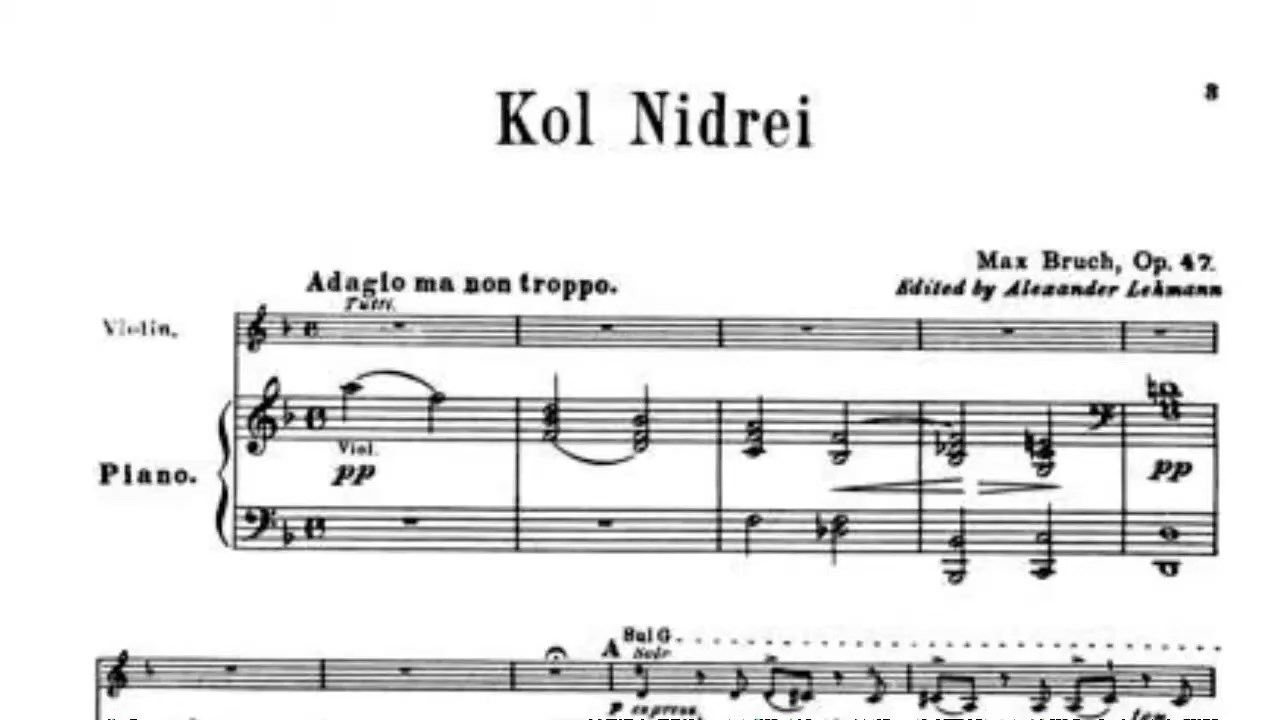 3
Kol Nidrei
Max Bruch, Op. 47.
Adagio ma non troppo.
Edited by Alexander Lehmann
Tutti.
Violin.
Viol.
Piano.
pp
pp
Sul G
A
Solo
p espress.